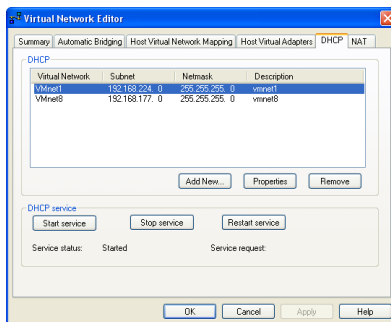 Virtual Network Editor
Summary Automatic Bridging Host Virtual Network Mapping Host Virtual Adapters DHCP NAT
DHCP
Virtual Network Subnet Netmask Description
VMnet1 192.168.224. 0 255.255.255. 0 vmnet1
VMnet8 192.168.177. 0 255.255.255. 0 vmnet8
Add New... Properties Remove
DHCP service
Start service Stop service Restart service
Service status: Started Service request:
OK Cancel Apply Help